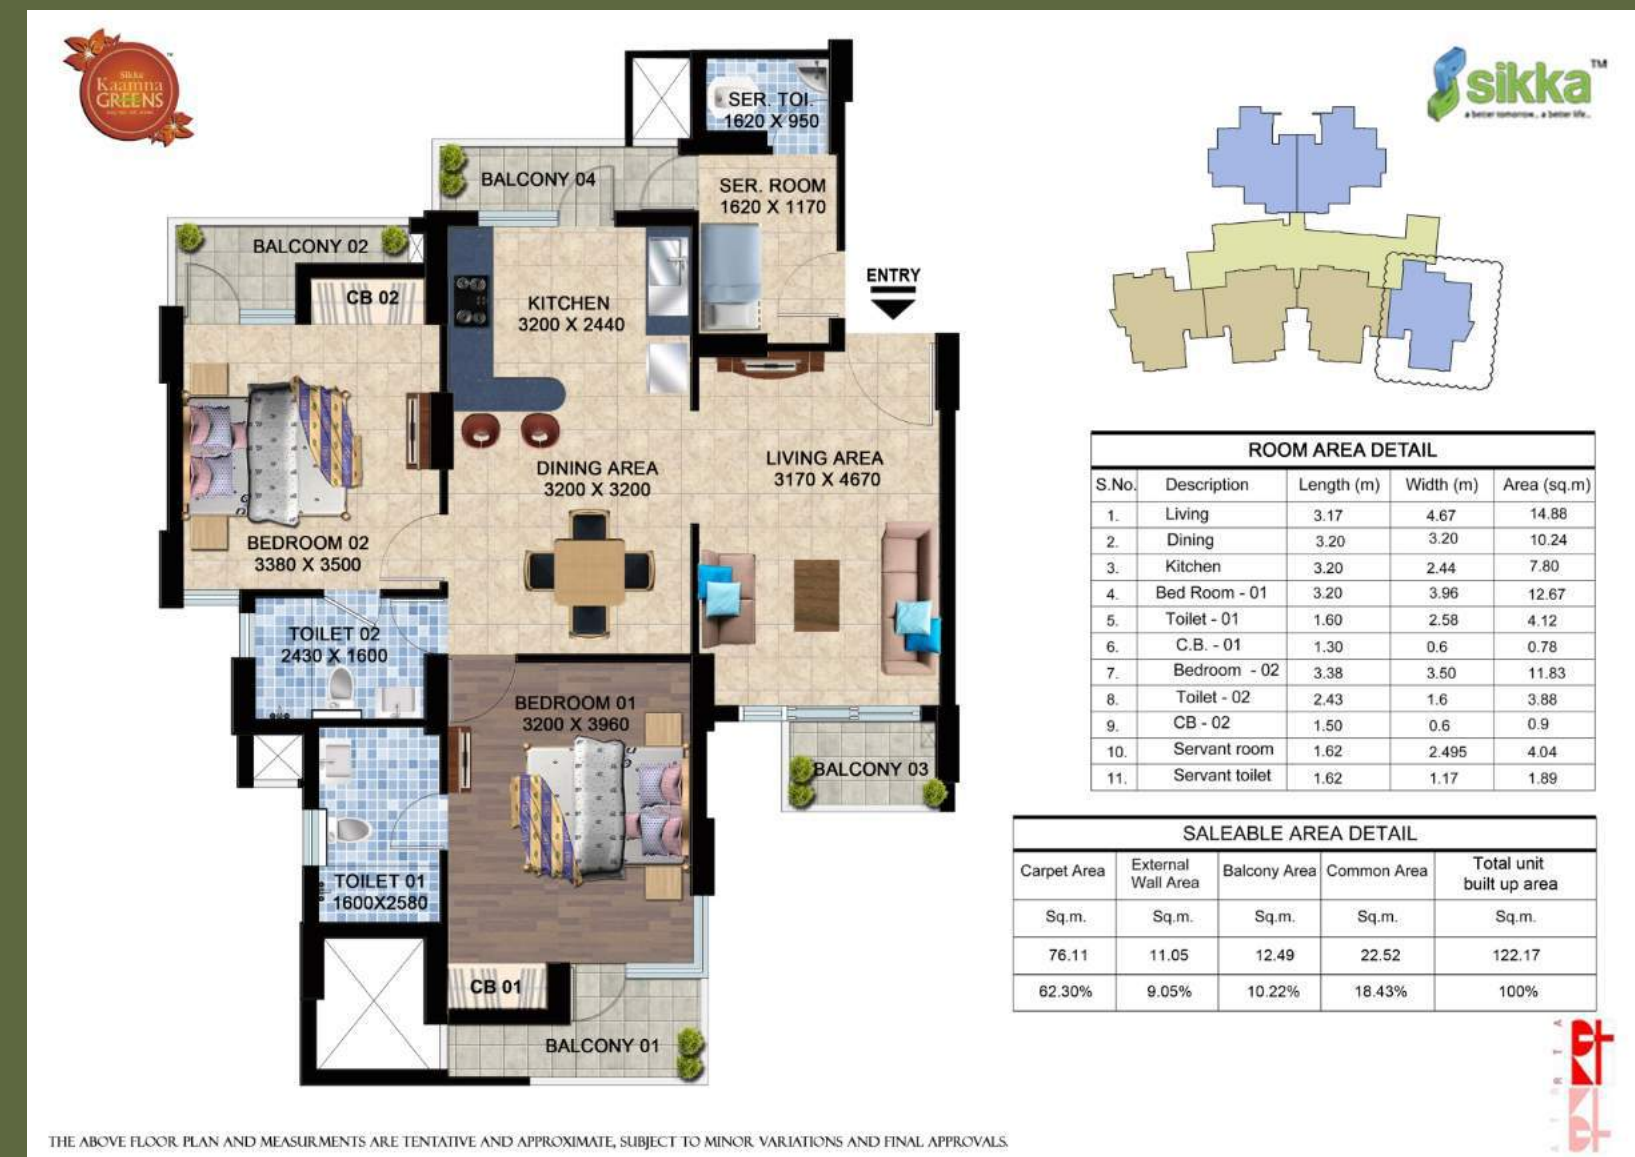 Sikka
Kaamna
GREENS
sikka™
a better tomorrow.. a better life..
SER. TOI.
1620 X 950
BALCONY 04
SER. ROOM
1620 X 1170
BALCONY 02
CB 02
KITCHEN
3200 X 2440
ENTRY
DINING AREA
3200 X 3200
LIVING AREA
3170 X 4670
BEDROOM 02
3380 X 3500
TOILET 02
2430 X 1600
BEDROOM 01
3200 X 3960
BALCONY 03
TOILET 01
1600X2580
CB 01
BALCONY 01
ROOM AREA DETAIL
S.No. Description Length (m) Width (m) Area (sq.m)
1. Living 3.17 4.67 14.88
2. Dining 3.20 3.20 10.24
3. Kitchen 3.20 2.44 7.80
4. Bed Room - 01 3.20 3.96 12.67
5. Toilet - 01 1.60 2.58 4.12
6. C.B. - 01 1.30 0.6 0.78
7. Bedroom - 02 3.38 3.50 11.83
8. Toilet - 02 2.43 1.6 3.88
9. CB - 02 1.50 0.6 0.9
10. Servant room 1.62 2.495 4.04
11. Servant toilet 1.62 1.17 1.89
SALEABLE AREA DETAIL
Carpet Area External Wall Area Balcony Area Common Area Total unit built up area
Sq.m. Sq.m. Sq.m. Sq.m. Sq.m.
76.11 11.05 12.49 22.52 122.17
62.30% 9.05% 10.22% 18.43% 100%
THE ABOVE FLOOR PLAN AND MEASURMENTS ARE TENTATIVE AND APPROXIMATE, SUBJECT TO MINOR VARIATIONS AND FINAL APPROVALS.